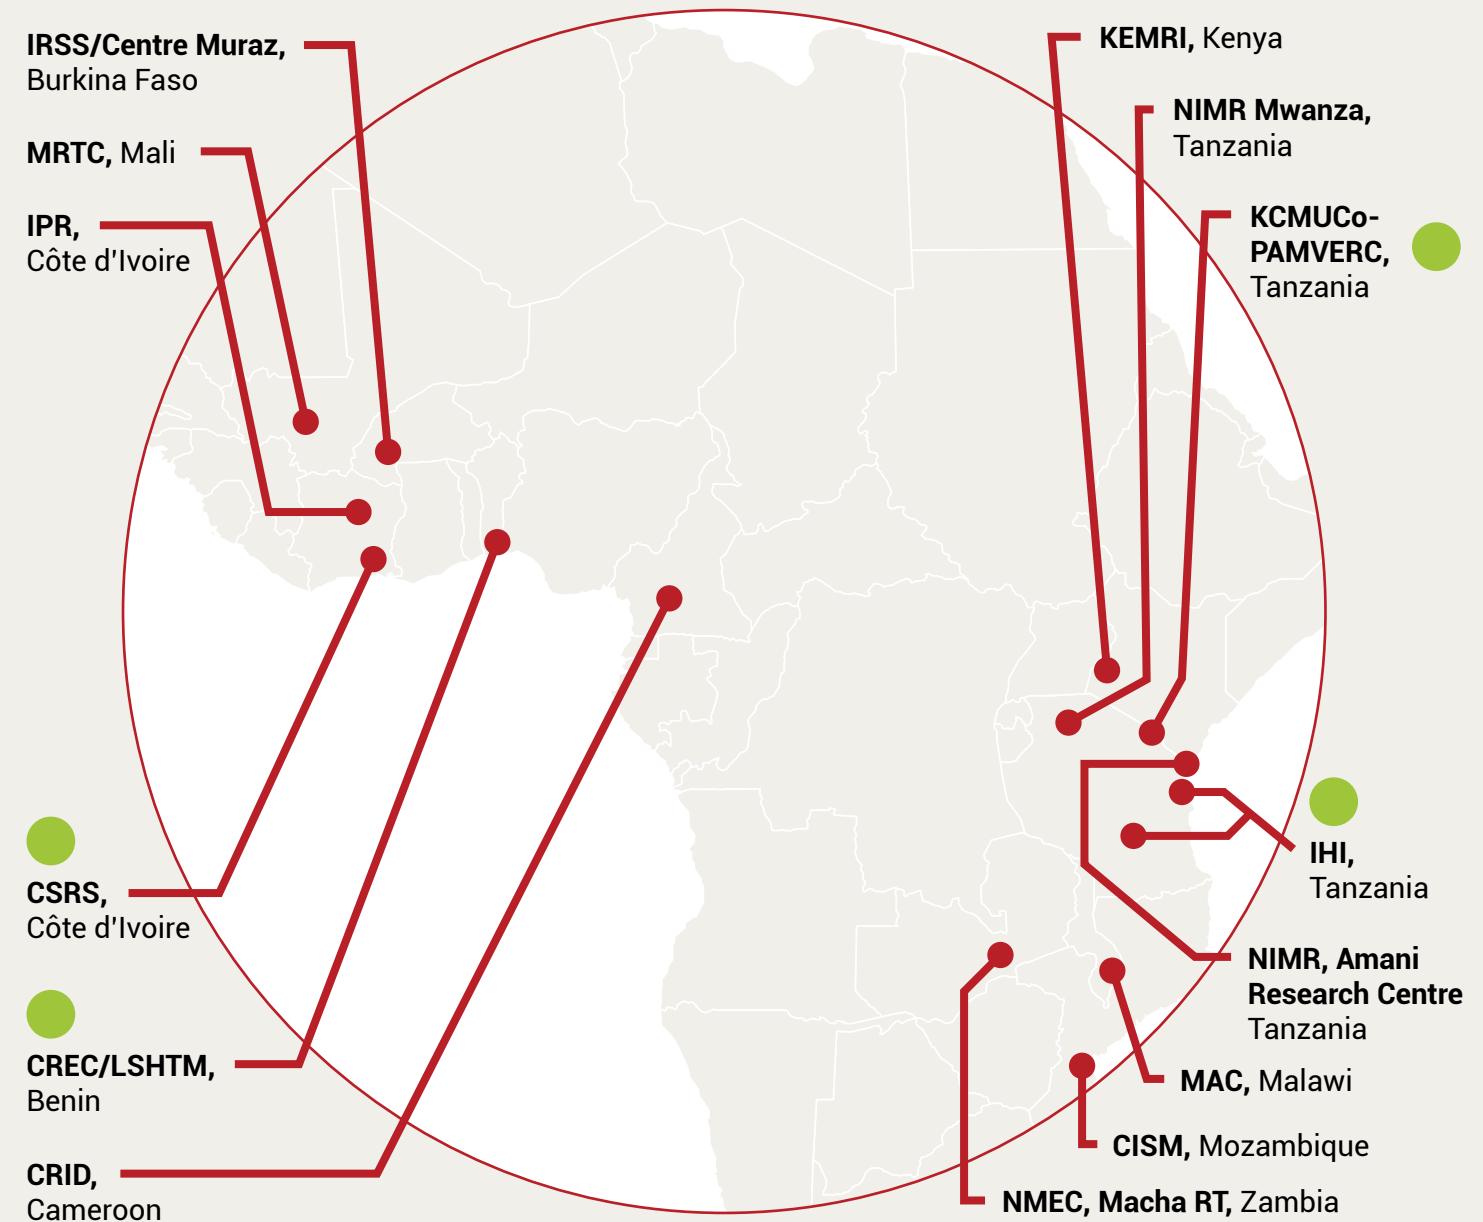 IRSS/Centre Muraz,
Burkina Faso
MRTC, Mali
IPR,
Côte d'Ivoire
CSRS,
Côte d'Ivoire
CREC/LSHTM,
Benin
CRID,
Cameroon
KEMRI, Kenya
NIMR Mwanza,
Tanzania
KCMUCo-
PAMVERC,
Tanzania
IHI,
Tanzania
NIMR, Amani
Research Centre
Tanzania
MAC, Malawi
CISM, Mozambique
NMEC, Macha RT, Zambia